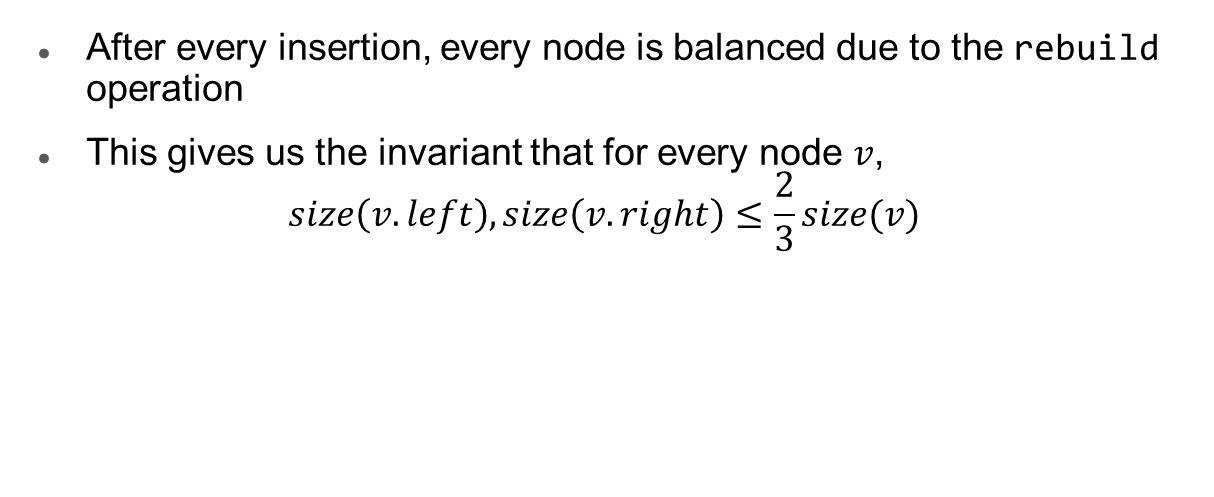 • After every insertion, every node is balanced due to the rebuild
operation
• This gives us the invariant that for every node 𝑣,
𝑠𝑖𝑧𝑒(𝑣.𝑙𝑒𝑓𝑡), 𝑠𝑖𝑧𝑒(𝑣.𝑟𝑖𝑔ℎ𝑡) ≤ 2/3 𝑠𝑖𝑧𝑒(𝑣)